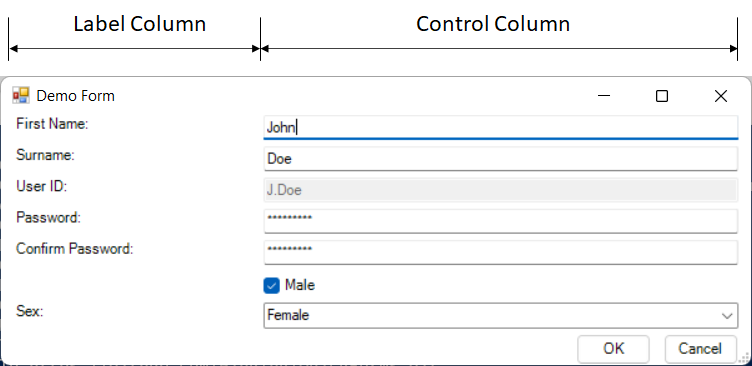 Label Column Control Column
Demo Form
First Name: John
Surname: Doe
User ID: J.Doe
Password: *********
Confirm Password: *********
Male
Sex: Female
OK Cancel